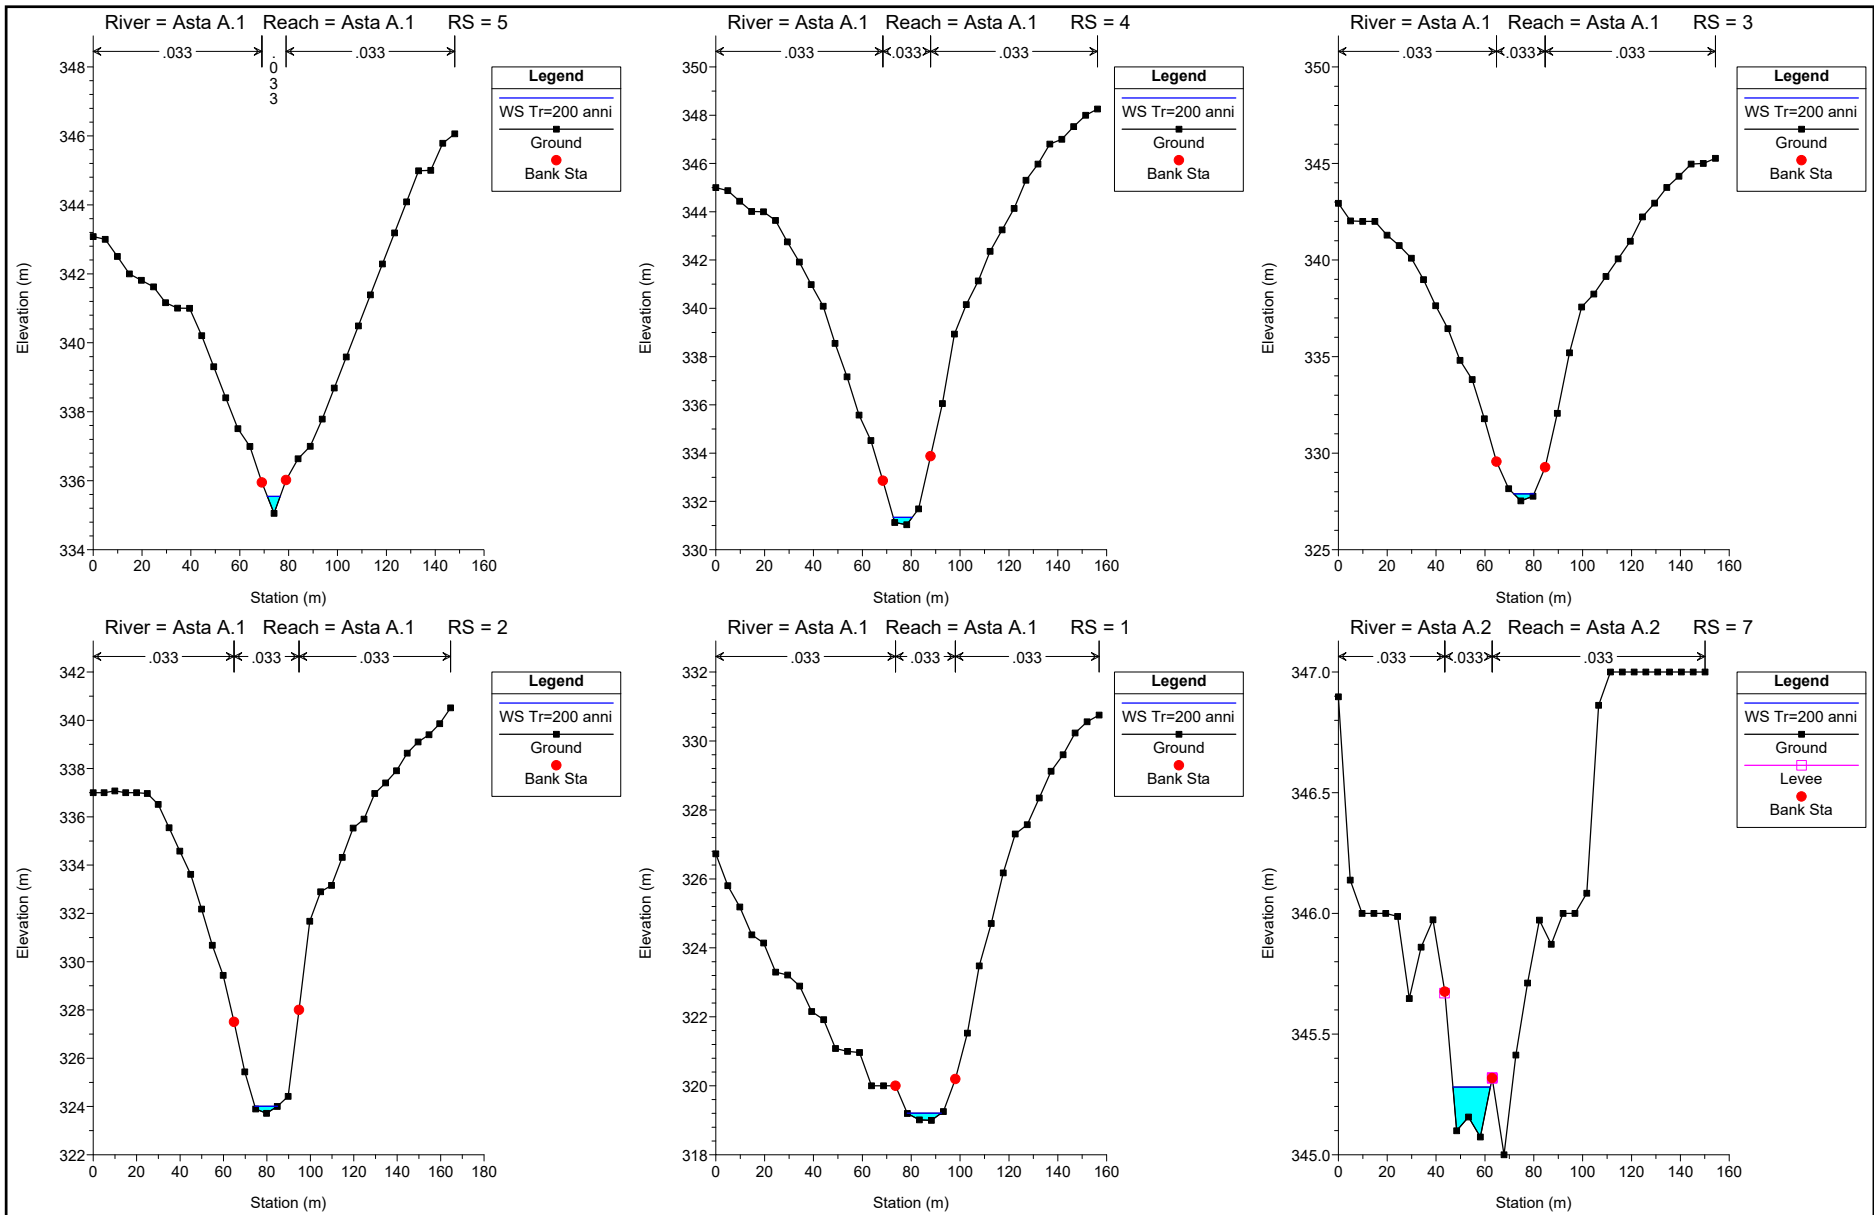 River = Asta A.1 Reach = Asta A.1 RS = 5
.033 .033 .033
Legend
WS Tr=200 anni
Ground
Bank Sta
Elevation (m)
348
346
344
342
340
338
336
334
0 20 40 60 80 100 120 140 160
Station (m)
River = Asta A.1 Reach = Asta A.1 RS = 4
.033 .033 .033
Legend
WS Tr=200 anni
Ground
Bank Sta
Elevation (m)
350
348
346
344
342
340
338
336
334
332
330
0 20 40 60 80 100 120 140 160
Station (m)
River = Asta A.1 Reach = Asta A.1 RS = 3
.033 .033 .033
Legend
WS Tr=200 anni
Ground
Bank Sta
Elevation (m)
350
345
340
335
330
325
0 20 40 60 80 100 120 140 160
Station (m)
River = Asta A.1 Reach = Asta A.1 RS = 2
.033 .033 .033
Legend
WS Tr=200 anni
Ground
Bank Sta
Elevation (m)
342
340
338
336
334
332
330
328
326
324
322
0 20 40 60 80 100 120 140 160 180
Station (m)
River = Asta A.1 Reach = Asta A.1 RS = 1
.033 .033 .033
Legend
WS Tr=200 anni
Ground
Bank Sta
Elevation (m)
332
330
328
326
324
322
320
318
0 20 40 60 80 100 120 140 160
Station (m)
River = Asta A.2 Reach = Asta A.2 RS = 7
.033 .033 .033
Legend
WS Tr=200 anni
Ground
Levee
Bank Sta
Elevation (m)
347.0
346.5
346.0
345.5
345.0
0 20 40 60 80 100 120 140 160
Station (m)